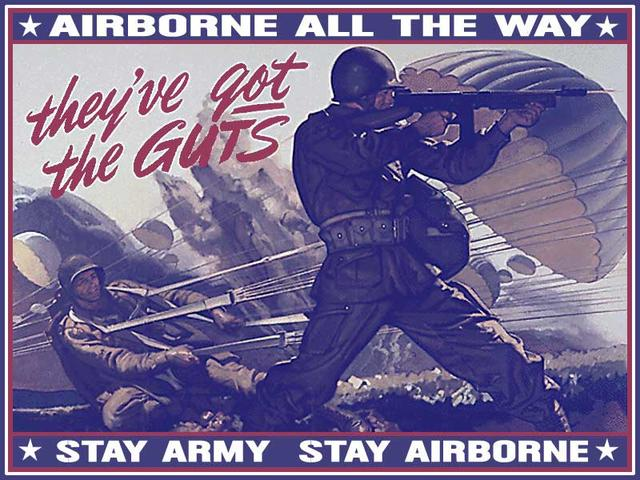 ★ AIRBORNE ALL THE WAY ★
they've got
the GUTS
★ STAY ARMY STAY AIRBORNE ★